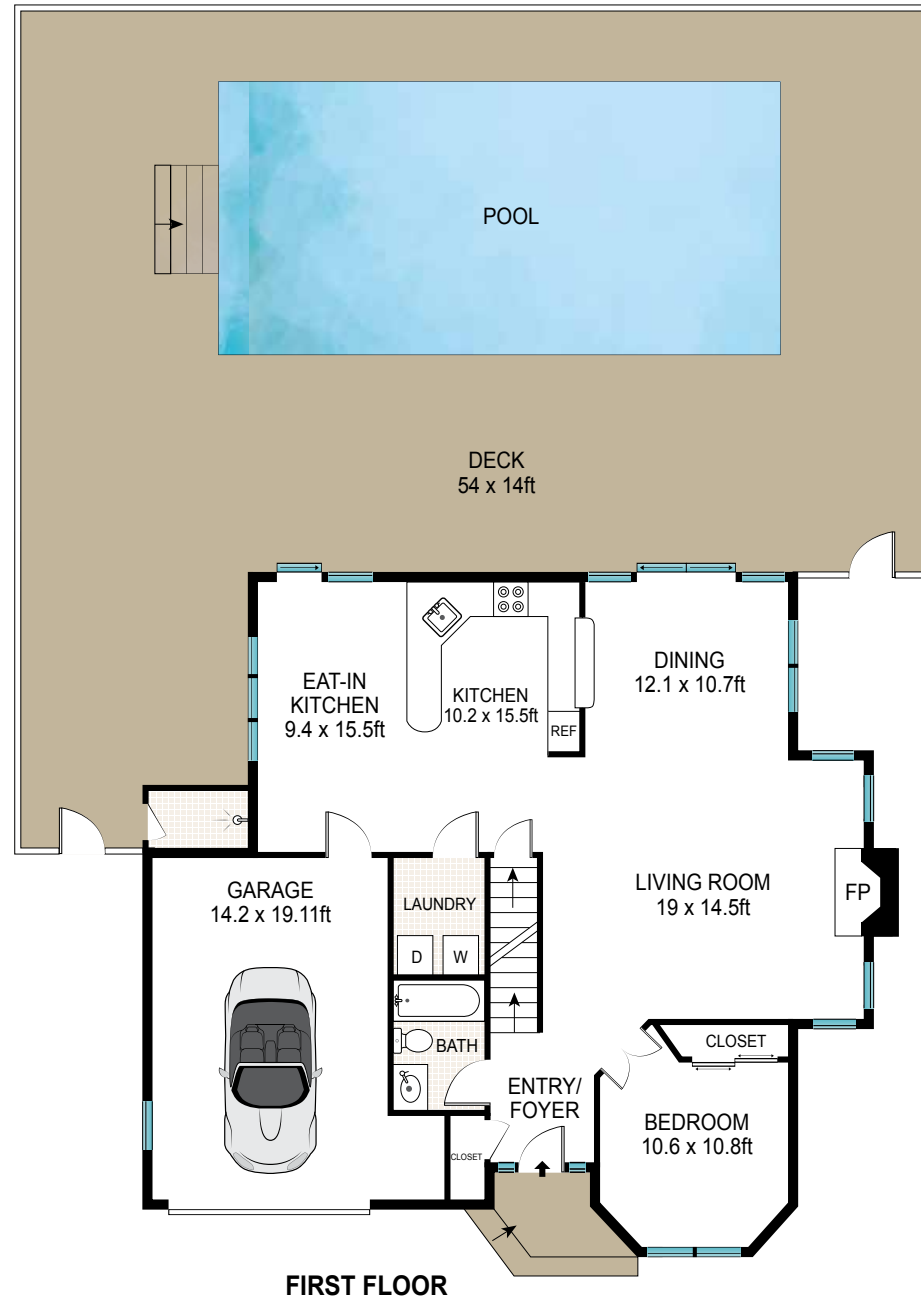 POOL
DECK
54 x 14ft
EAT-IN
KITCHEN
9.4 x 15.5ft
KITCHEN
10.2 x 15.5ft
REF
DINING
12.1 x 10.7ft
GARAGE
14.2 x 19.11ft
LAUNDRY
D
W
LIVING ROOM
19 x 14.5ft
FP
BATH
CLOSET
ENTRY/
FOYER
BEDROOM
10.6 x 10.8ft
CLOSET
FIRST FLOOR